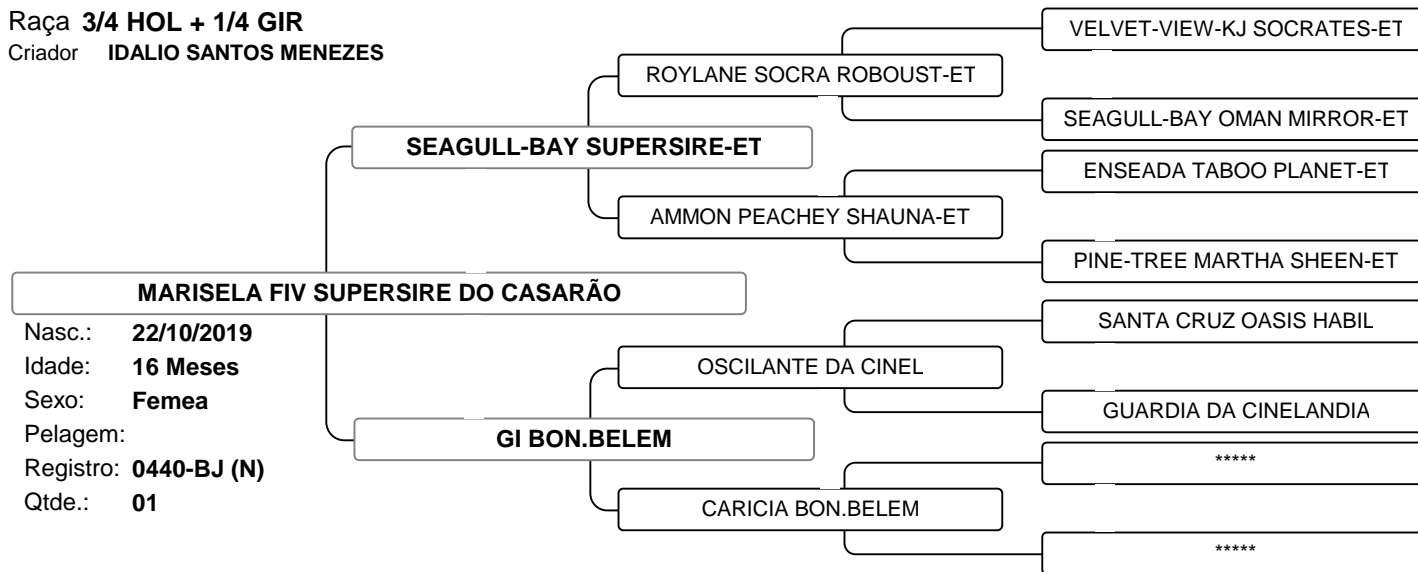 Raça 3/4 HOL + 1/4 GIR
Criador IDALIO SANTOS MENEZES
VELVET-VIEW-KJ SOCRATES-ET
ROYLANE SOCRA ROBOUST-ET
SEAGULL-BAY OMAN MIRROR-ET
SEAGULL-BAY SUPERSIRE-ET
ENSEADA TABOO PLANET-ET
AMMON PEACHEY SHAUNA-ET
PINE-TREE MARTHA SHEEN-ET
MARISELA FIV SUPERSIRE DO CASARÃO
Nasc.: 22/10/2019
Idade: 16 Meses
Sexo: Femea
Pelagem:
Registro: 0440-BJ (N)
Qtde.: 01
SANTA CRUZ OASIS HABIL
OSCILANTE DA CINEL
GUARDIA DA CINELANDIA
GI BON.BELEM
*****
CARICIA BON.BELEM
*****